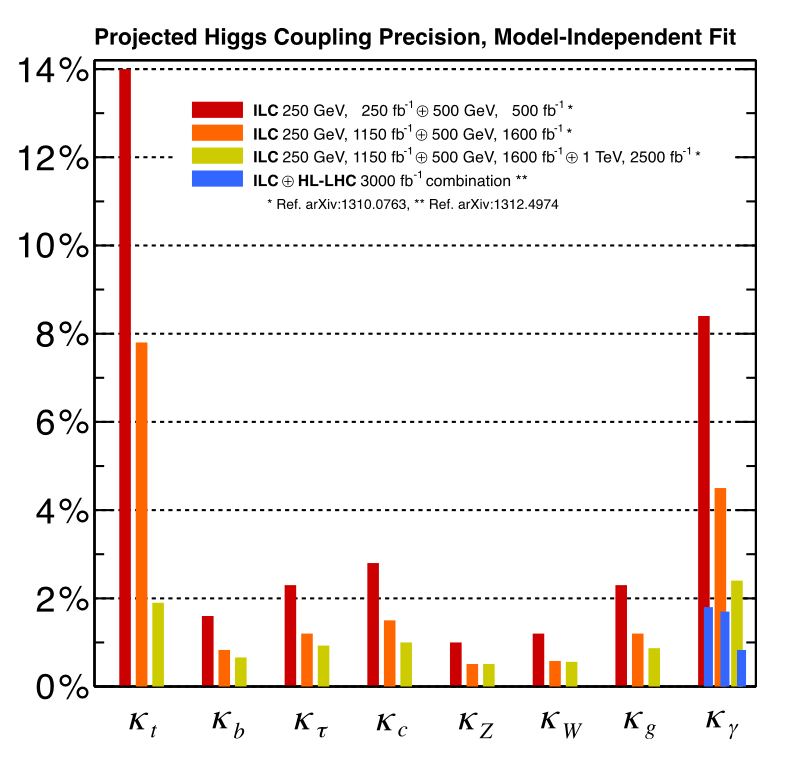 Projected Higgs Coupling Precision, Model-Independent Fit
14%
ILC 250 GeV, 250 fb⁻¹ ⊕ 500 GeV, 500 fb⁻¹ *
ILC 250 GeV, 1150 fb⁻¹ ⊕ 500 GeV, 1600 fb⁻¹ *
12%
ILC 250 GeV, 1150 fb⁻¹ ⊕ 500 GeV, 1600 fb⁻¹ ⊕ 1 TeV, 2500 fb⁻¹ *
ILC ⊕ HL-LHC 3000 fb⁻¹ combination **
* Ref. arXiv:1310.0763, ** Ref. arXiv:1312.4974
10%
8%
6%
4%
2%
0%
κt κb κτ κc κZ κW κg κγ